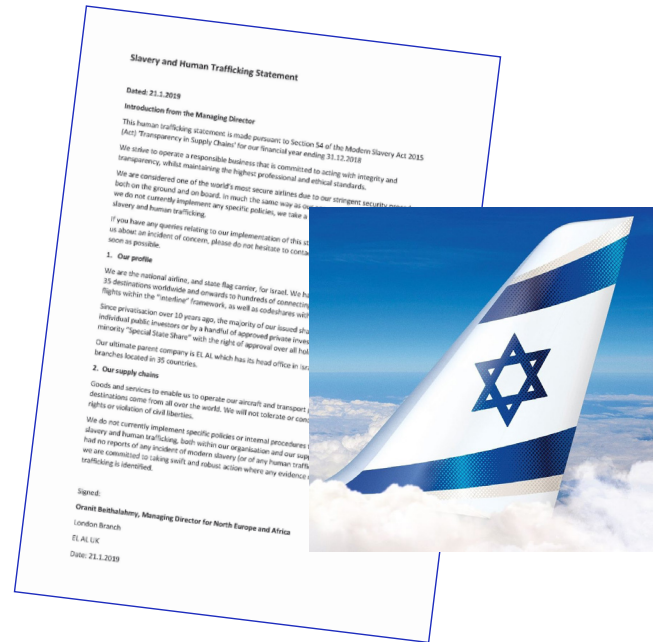 Slavery and Human Trafficking Statement
Dated: 21.1.2019
Introduction from the Managing Director
This human trafficking statement is made pursuant to Section 54 of the Modern Slavery Act 2015
(Act) 'Transparency in Supply Chains' for our financial year ending 31.12.2018
We strive to operate a responsible business that is committed to acting with integrity and
transparency, whilst maintaining the highest professional and ethical standards.
We are considered one of the world's most secure airlines due to our stringent security
both on the ground and on board. In much the same way as our
we do not currently implement any specific policies, we take a
slavery and human trafficking.
If you have any queries relating to our implementation of this
us about an incident of concern, please do not hesitate to
soon as possible.
1. Our profile
We are the national airline, and state flag carrier, for Israel. We
35 destinations worldwide and onwards to hundreds of connecting
flights within the "interline" framework, as well as codeshares
Since privatisation over 10 years ago, the majority of our issued
individual public investors or by a handful of approved private
minority "Special State Share" with the right of approval over all
Our ultimate parent company is EL AL which has its head office in
branches located in 35 countries.
2. Our supply chains
Goods and services to enable us to operate our aircraft and transport
destinations come from all over the world. We will not tolerate or
rights or violation of civil liberties.
We do not currently implement specific policies or internal procedures
slavery and human trafficking, both within our organisation and our
had no reports of any incident of modern slavery (or of any human
we are committed to taking swift and robust action where any evidence
trafficking is identified.
Signed:
Oranit Beithalahmy, Managing Director for North Europe and Africa
London Branch
EL AL UK
Date: 21.1.2019